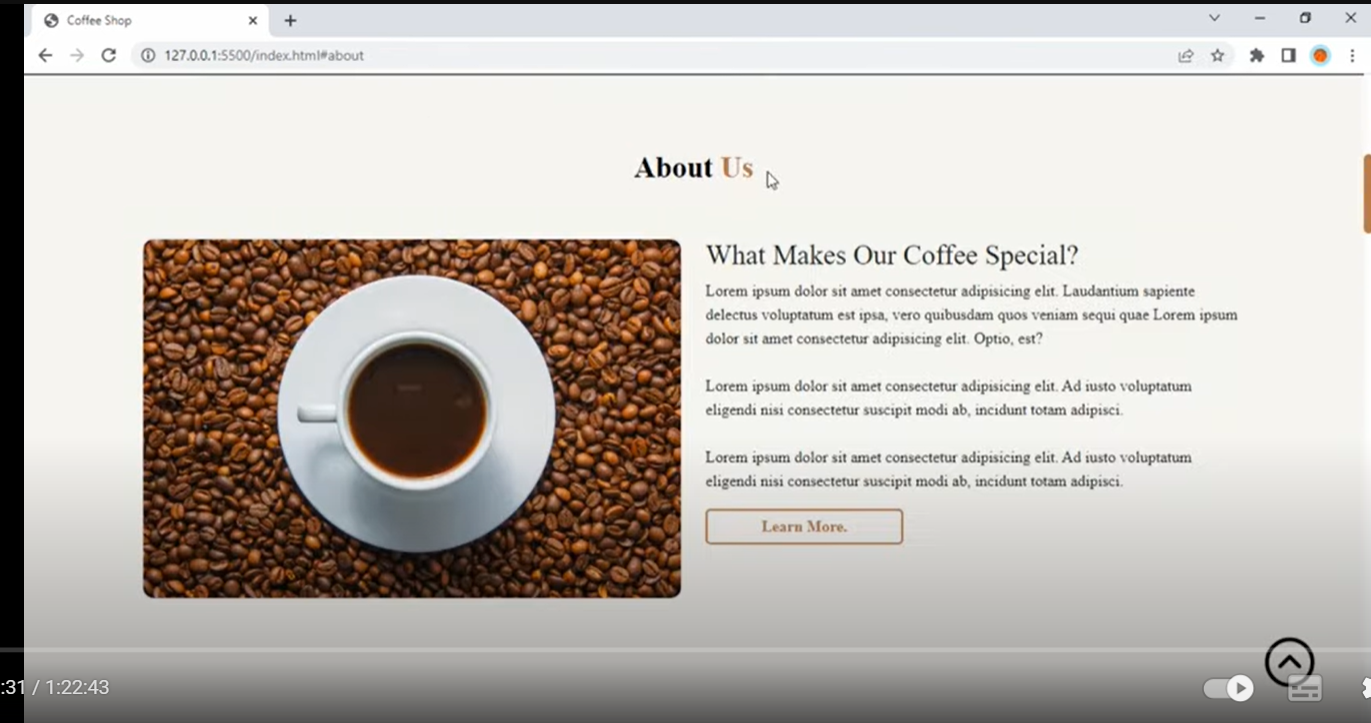 Coffee Shop
127.0.0.1:5500/index.html#about
About Us
What Makes Our Coffee Special?
Lorem ipsum dolor sit amet consectetur adipisicing elit. Laudantium sapiente
delectus voluptatum est ipsa, vero quibusdam quos veniam sequi quae Lorem ipsum
dolor sit amet consectetur adipisicing elit. Optio, est?
Lorem ipsum dolor sit amet consectetur adipisicing elit. Ad iusto voluptatum
eligendi nisi consectetur suscipit modi ab, incidunt totam adipisci.
Lorem ipsum dolor sit amet consectetur adipisicing elit. Ad iusto voluptatum
eligendi nisi consectetur suscipit modi ab, incidunt totam adipisci.
Learn More.
:31 / 1:22:43